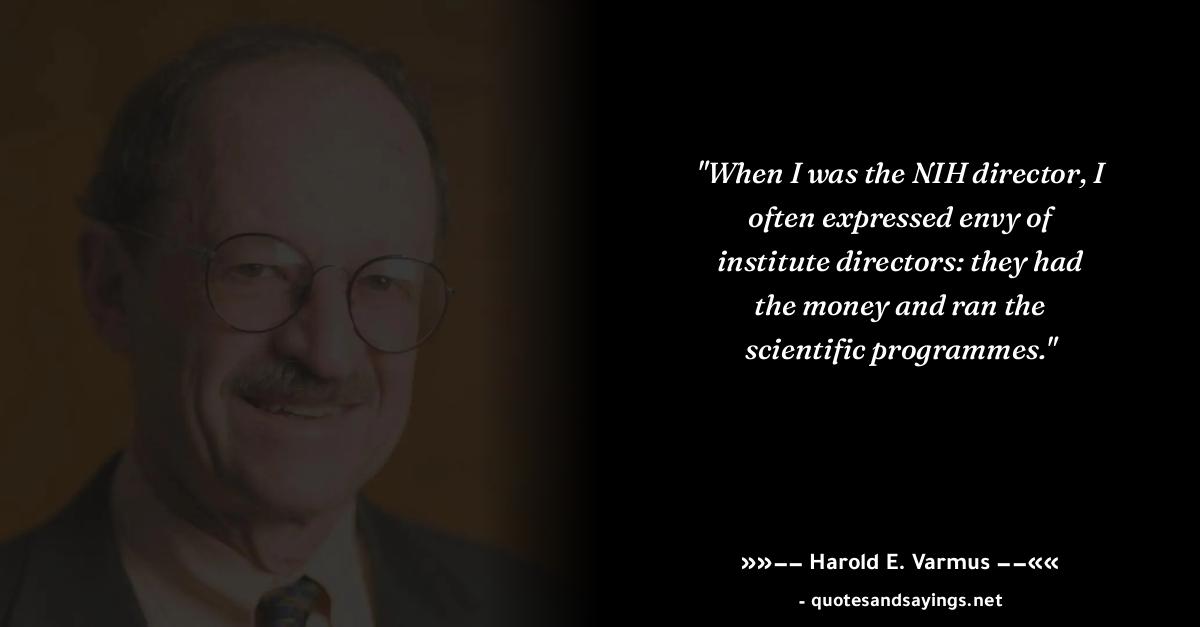 "When I was the NIH director, I
often expressed envy of
institute directors: they had
the money and ran the
scientific programmes."
»»–– Harold E. Varmus ––««
- quotesandsayings.net